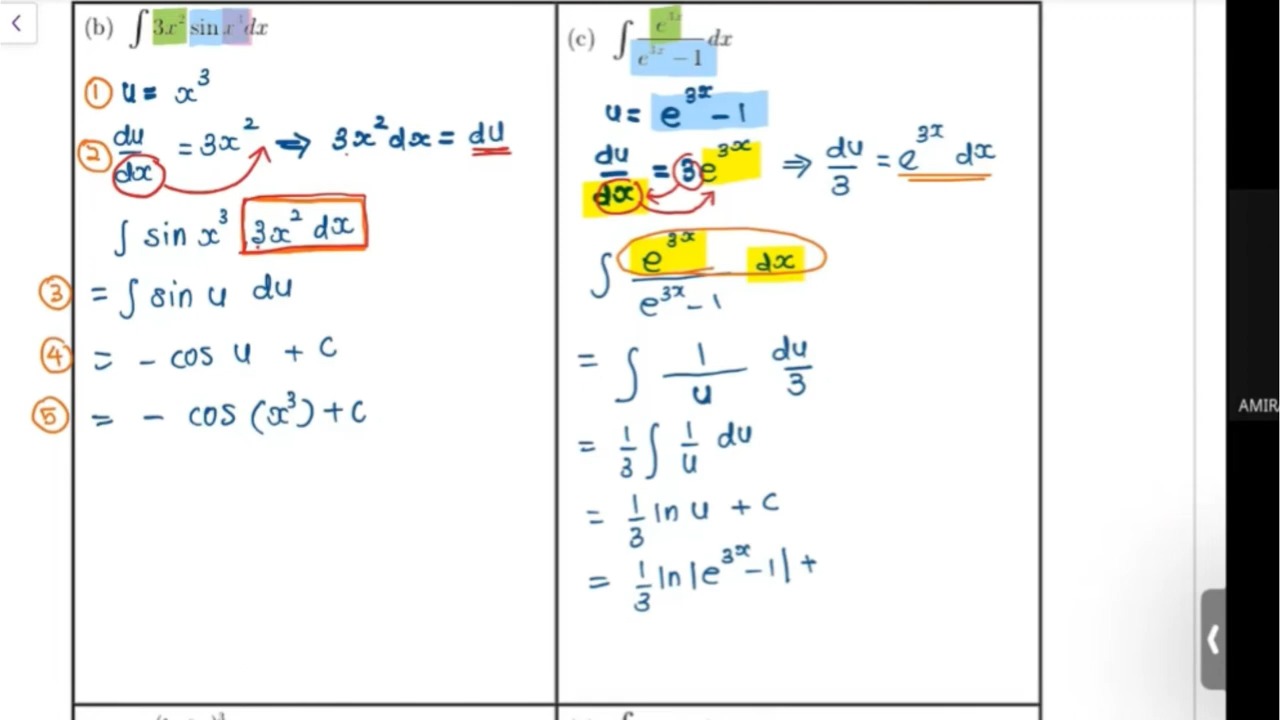 (b) ∫ 3x² sin x³ dx
① u = x³
② du/dx = 3x² ⇒ 3x² dx = du
∫ sin x³ 3x² dx
③ = ∫ sin u du
④ = - cos u + c
⑤ = - cos (x³) + c
(c) ∫ e³ˣ/(e³ˣ − 1) dx
u = e³ˣ - 1
du/dx = 3e³ˣ ⇒ du/3 = e³ˣ dx
∫ e³ˣ/(e³ˣ - 1) dx
= ∫ 1/u du/3
= 1/3 ∫ 1/u du
= 1/3 ln u + c
= 1/3 ln |e³ˣ - 1| +
AMIR